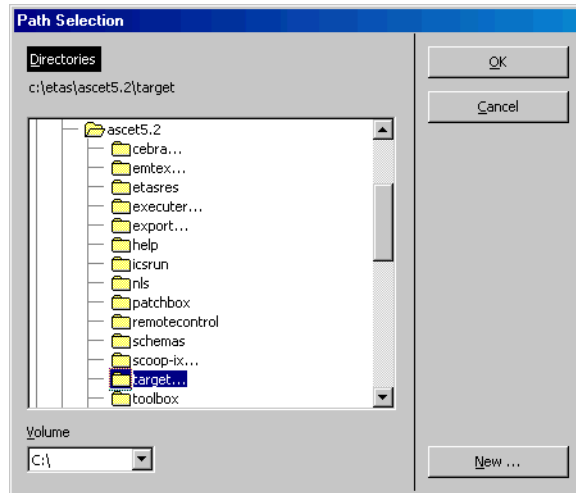 Path Selection
Directories
c:\etas\ascet5.2\target
ascet5.2
cebra...
emtex...
etasres
executer...
export...
help
icsrun
nls
patchbox
remotecontrol
schemas
scoop-ix...
target...
toolbox
Volume
C:\
OK
Cancel
New ...